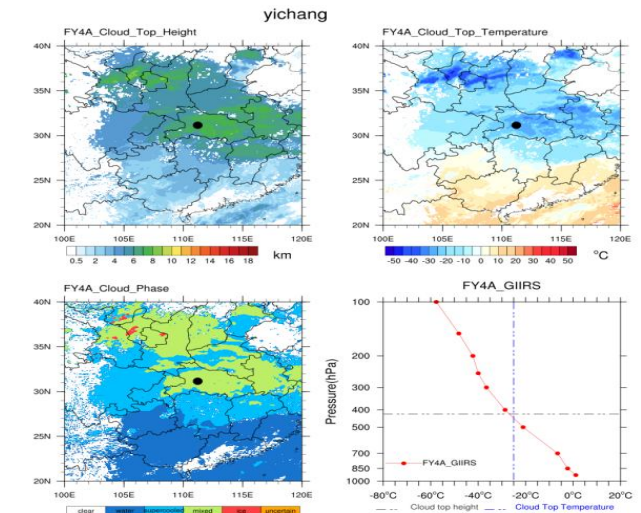 yichang
FY4A_Cloud_Top_Height
FY4A_Cloud_Top_Temperature
40N
35N
30N
25N
20N
100E 105E 110E 115E 120E
0.5 2 4 6 8 10 12 14 16 18 km
40N
35N
30N
25N
20N
100E 105E 110E 115E 120E
-50 -40 -30 -20 -10 0 10 20 30 40 50 °C
FY4A_Cloud_Phase
FY4A_GIIRS
40N
35N
30N
25N
20N
100E 105E 110E 115E 120E
clear water supercooled mixed ice uncertain
Pressure(hPa)
100
200
300
400
500
700
850
1000
FY4A_GIIRS
-80°C -60°C -40°C -20°C 0°C 20°C
Cloud top height Cloud Top Temperature